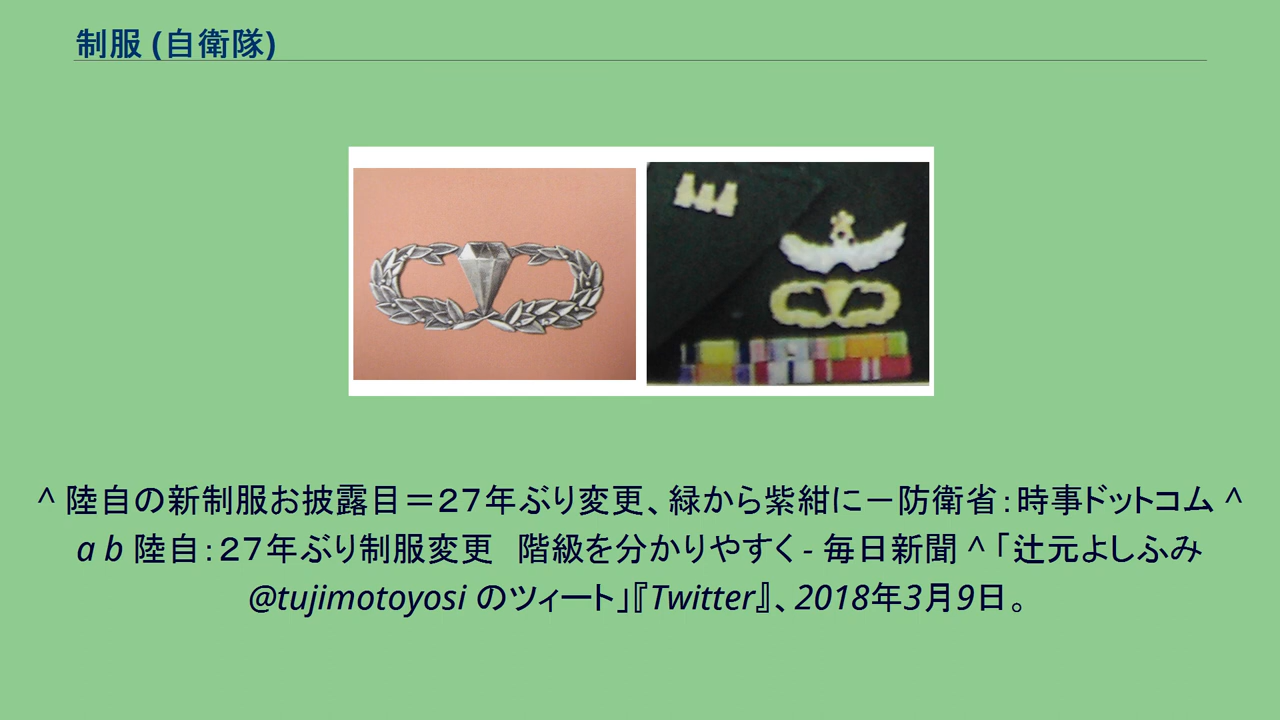 制服 (自衛隊)
^ 陸自の新制服お披露目＝２７年ぶり変更、緑から紫紺に－防衛省：時事ドットコム ^
a b 陸自：２７年ぶり制服変更　階級を分かりやすく - 毎日新聞 ^ 「辻元よしふみ
@tujimotoyosi のツィート」『Twitter』、2018年3月9日。